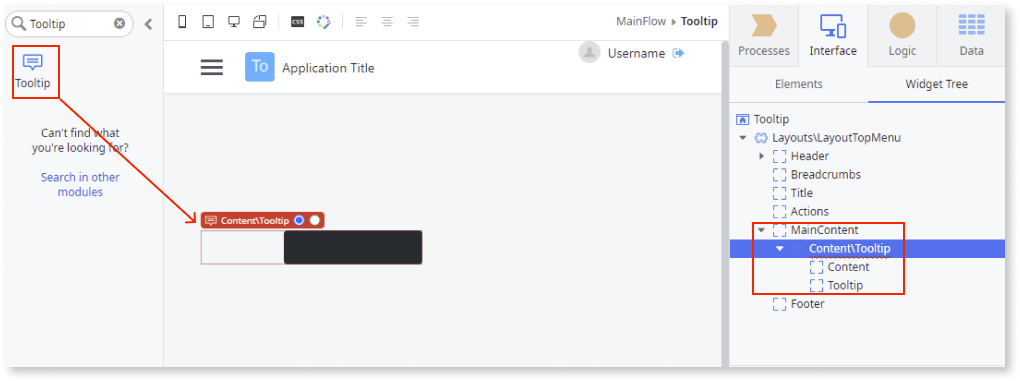 Tooltip
Tooltip
Can't find what
you're looking for?
Search in other
modules
CSS
MainFlow ▸ Tooltip
To
Application Title
Username
Content\Tooltip
Processes
Interface
Logic
Data
Elements
Widget Tree
Tooltip
Layouts\LayoutTopMenu
Header
Breadcrumbs
Title
Actions
MainContent
Content\Tooltip
Content
Tooltip
Footer